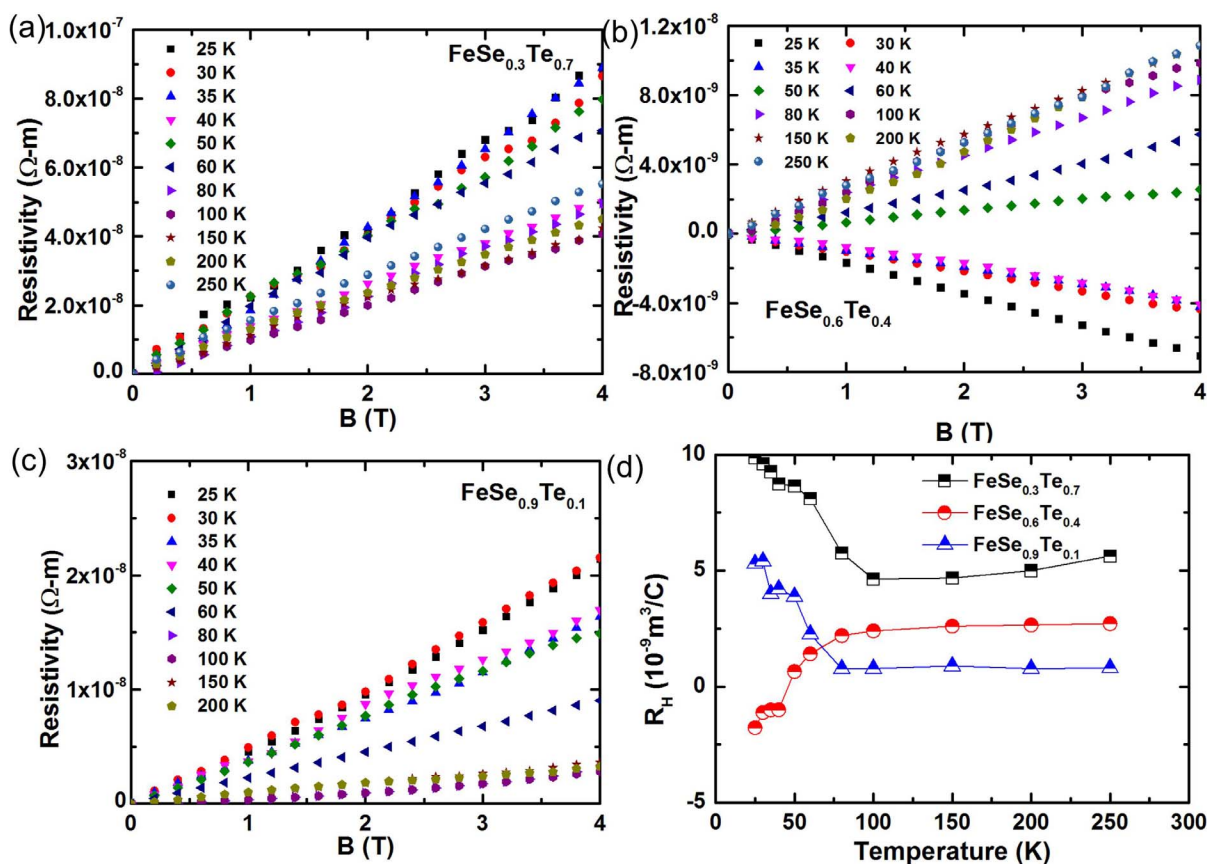 (a)
FeSe0.3Te0.7
25 K
30 K
35 K
40 K
50 K
60 K
80 K
100 K
150 K
200 K
250 K
1.0x10-7
8.0x10-8
6.0x10-8
4.0x10-8
2.0x10-8
0.0
Resistivity (Ω-m)
0 1 2 3 4
B (T)
(b)
25 K 30 K
35 K 40 K
50 K 60 K
80 K 100 K
150 K 200 K
250 K
1.2x10-8
8.0x10-9
4.0x10-9
0.0
-4.0x10-9
-8.0x10-9
Resistivity (Ω-m)
FeSe0.6Te0.4
0 1 2 3 4
B (T)
(c)
FeSe0.9Te0.1
25 K
30 K
35 K
40 K
50 K
60 K
80 K
100 K
150 K
200 K
3x10-8
2x10-8
1x10-8
0
Resistivity (Ω-m)
0 1 2 3 4
B (T)
(d)
FeSe0.3Te0.7
FeSe0.6Te0.4
FeSe0.9Te0.1
10
5
0
-5
RH (10-9m3/C)
0 50 100 150 200 250 300
Temperature (K)